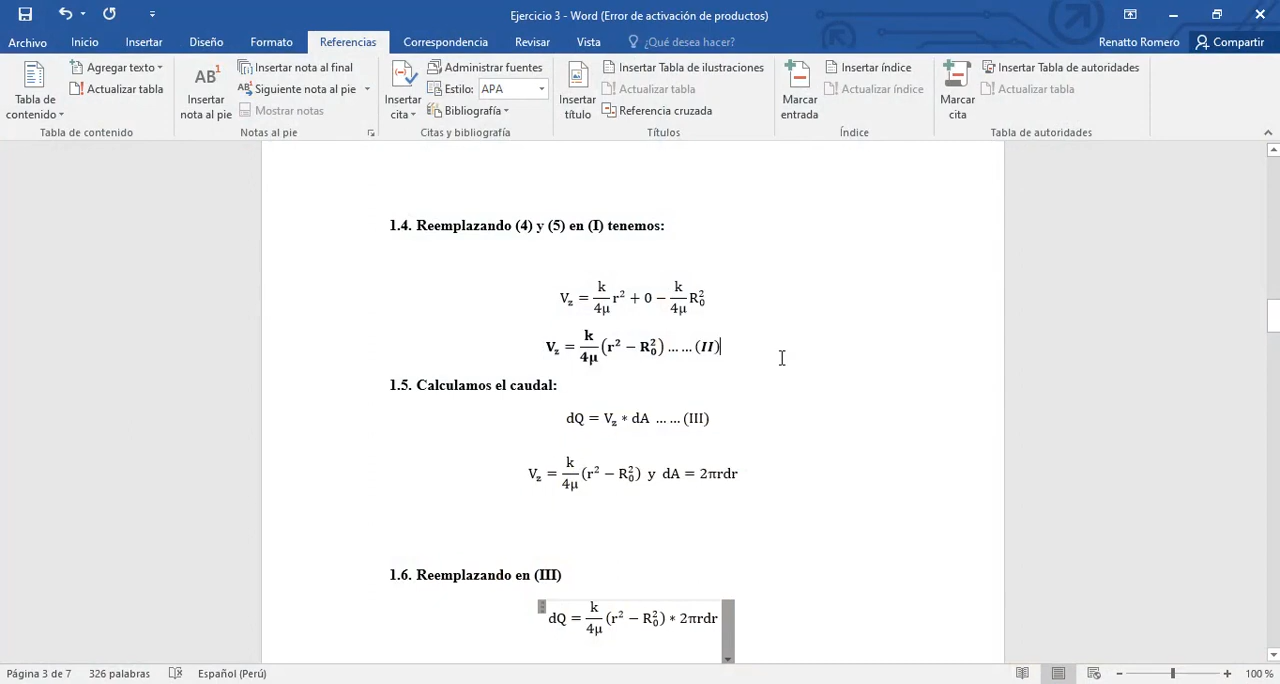 Ejercicio 3 - Word (Error de activación de productos)
Archivo Inicio Insertar Diseño Formato Referencias Correspondencia Revisar Vista ¿Qué desea hacer? Renatto Romero Compartir
Tabla de contenido
Agregar texto
Actualizar tabla
Tabla de contenido
AB¹
Insertar nota al pie
Insertar nota al final
Siguiente nota al pie
Mostrar notas
Notas al pie
Insertar cita
Administrar fuentes
Estilo: APA
Bibliografía
Citas y bibliografía
Insertar título
Insertar Tabla de ilustraciones
Actualizar tabla
Referencia cruzada
Títulos
Marcar entrada
Insertar índice
Actualizar índice
Índice
Marcar cita
Insertar Tabla de autoridades
Actualizar tabla
Tabla de autoridades
1.4. Reemplazando (4) y (5) en (I) tenemos:
V_z = k/4μ r² + 0 − k/4μ R₀²
V_z = k/4μ (r² − R₀²) … … (II)
1.5. Calculamos el caudal:
dQ = V_z * dA … … (III)
V_z = k/4μ (r² − R₀²) y dA = 2πrdr
1.6. Reemplazando en (III)
dQ = k/4μ (r² − R₀²) * 2πrdr
Página 3 de 7 326 palabras Español (Perú) 100 %